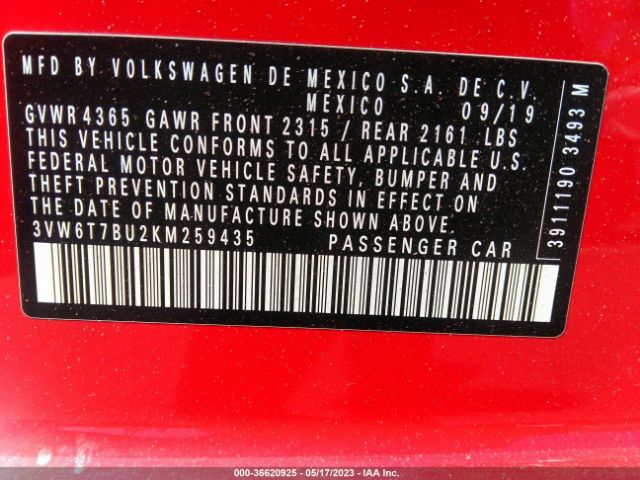 MFD BY VOLKSWAGEN DE MEXICO S.A. DE C.V.
MEXICO 09/19
GVWR 4365 GAWR FRONT 2315 / REAR 2161 LBS
THIS VEHICLE CONFORMS TO ALL APPLICABLE U.S.
FEDERAL MOTOR VEHICLE SAFETY, BUMPER AND
THEFT PREVENTION STANDARDS IN EFFECT ON
THE DATE OF MANUFACTURE SHOWN ABOVE.
3VW6T7BU2KM259435 PASSENGER CAR
39111190 3493 M
000-36620925 - 05/17/2023 - IAA Inc.